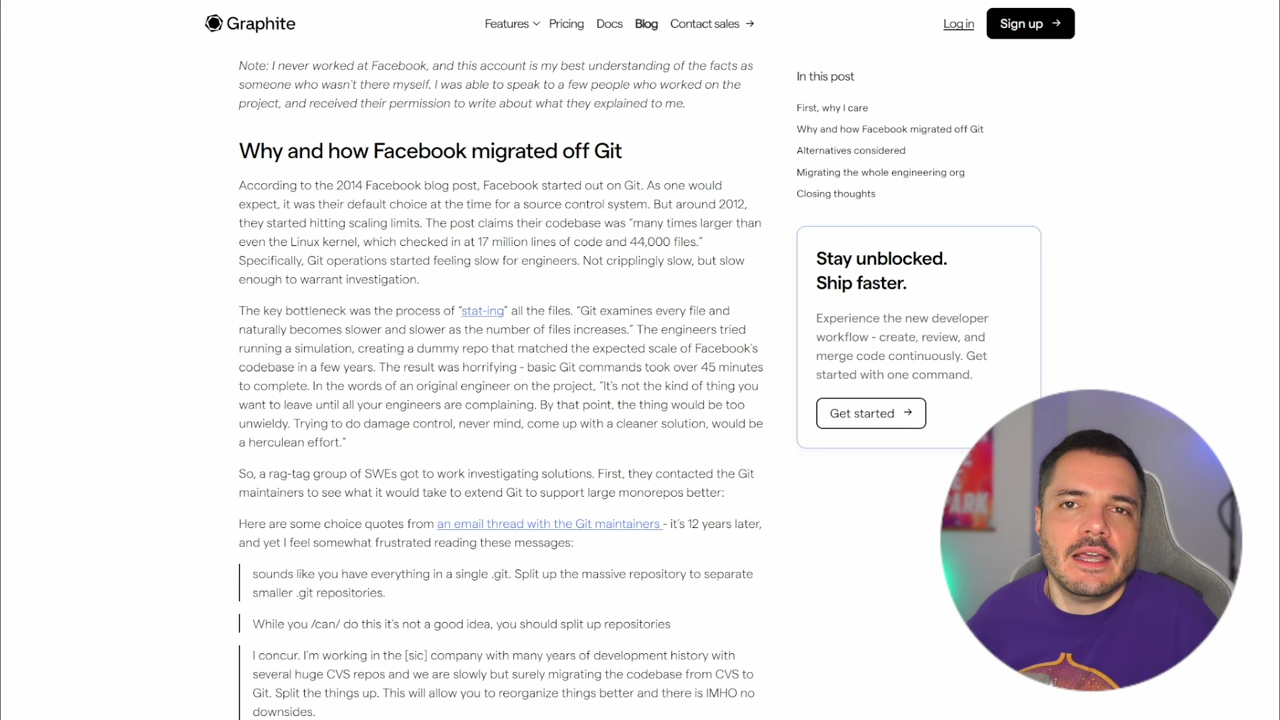 Graphite
Features Pricing Docs Blog Contact sales →
Log in
Sign up →
Note: I never worked at Facebook, and this account is my best understanding of the facts as
someone who wasn't there myself. I was able to speak to a few people who worked on the
project, and received their permission to write about what they explained to me.
Why and how Facebook migrated off Git
According to the 2014 Facebook blog post, Facebook started out on Git. As one would
expect, it was their default choice at the time for a source control system. But around 2012,
they started hitting scaling limits. The post claims their codebase was “many times larger than
even the Linux kernel, which checked in at 17 million lines of code and 44,000 files.”
Specifically, Git operations started feeling slow for engineers. Not cripplingly slow, but slow
enough to warrant investigation.
The key bottleneck was the process of “stat-ing” all the files. “Git examines every file and
naturally becomes slower and slower as the number of files increases.” The engineers tried
running a simulation, creating a dummy repo that matched the expected scale of Facebook's
codebase in a few years. The result was horrifying - basic Git commands took over 45 minutes
to complete. In the words of an original engineer on the project, “It's not the kind of thing you
want to leave until all your engineers are complaining. By that point, the thing would be too
unwieldy. Trying to do damage control, never mind, come up with a cleaner solution, would be
a herculean effort.”
So, a rag-tag group of SWEs got to work investigating solutions. First, they contacted the Git
maintainers to see what it would take to extend Git to support large monorepos better:
Here are some choice quotes from an email thread with the Git maintainers - it's 12 years later,
and yet I feel somewhat frustrated reading these messages:
sounds like you have everything in a single .git. Split up the massive repository to separate
smaller .git repositories.
While you /can/ do this it's not a good idea, you should split up repositories
I concur. I'm working in the [sic] company with many years of development history with
several huge CVS repos and we are slowly but surely migrating the codebase from CVS to
Git. Split the things up. This will allow you to reorganize things better and there is IMHO no
downsides.
In this post
First, why I care
Why and how Facebook migrated off Git
Alternatives considered
Migrating the whole engineering org
Closing thoughts
Stay unblocked.
Ship faster.
Experience the new developer
workflow - create, review, and
merge code continuously. Get
started with one command.
Get started →